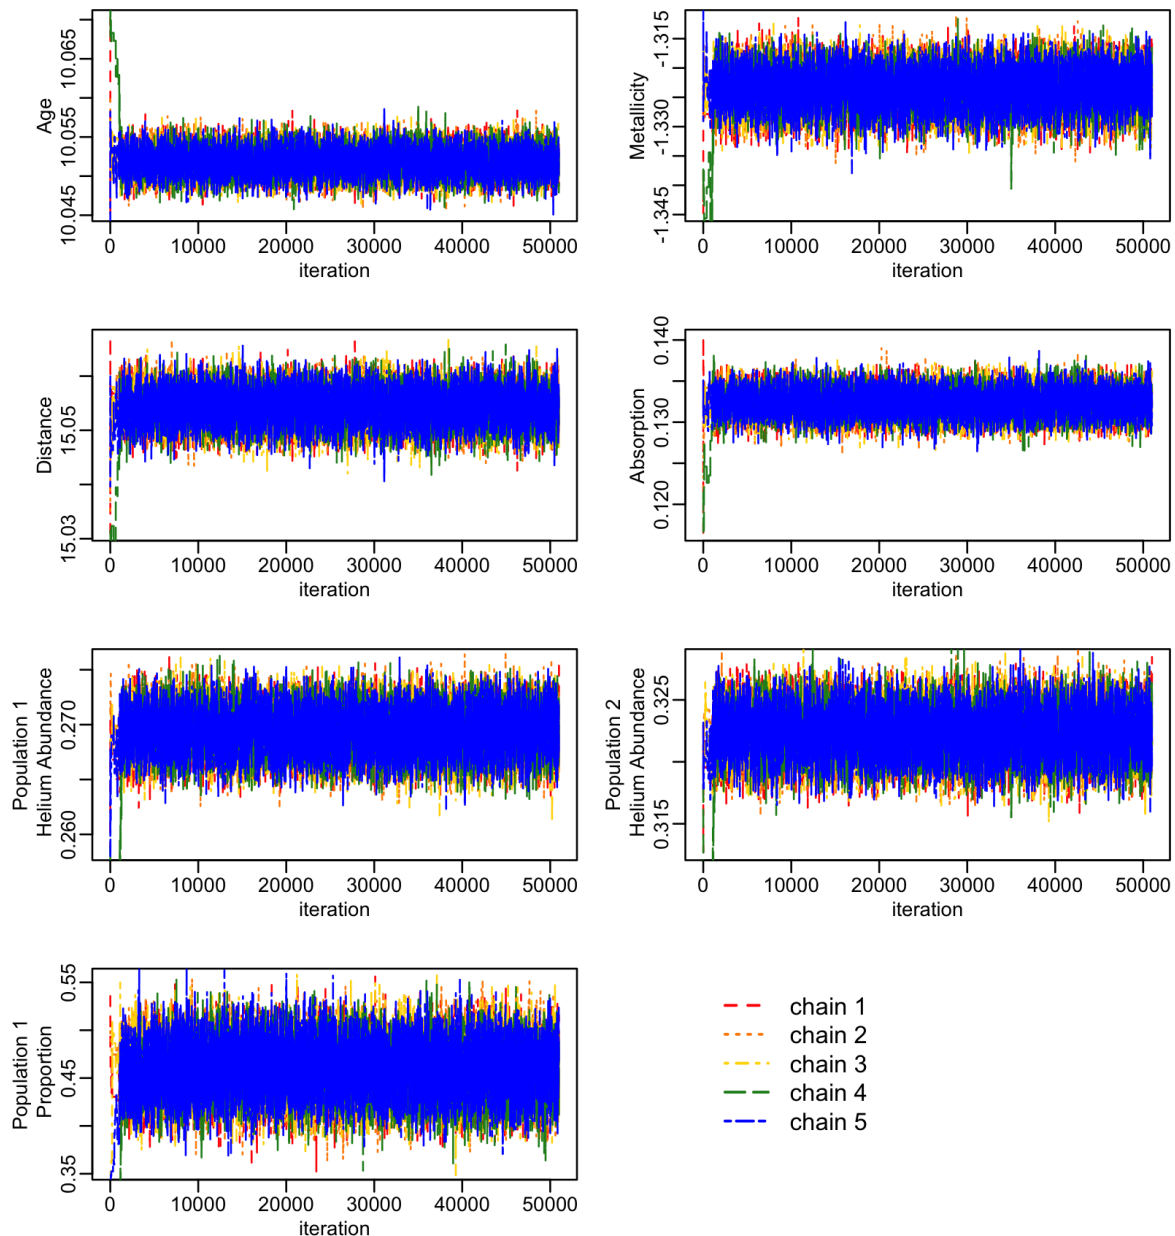 Age
10.045
10.055
10.065
0 10000 20000 30000 40000 50000
iteration
Metallicity
-1.345
-1.330
-1.315
0 10000 20000 30000 40000 50000
iteration
Distance
15.03
15.05
0 10000 20000 30000 40000 50000
iteration
Absorption
0.120
0.130
0.140
0 10000 20000 30000 40000 50000
iteration
Population 1
Helium Abundance
0.260
0.270
0 10000 20000 30000 40000 50000
iteration
Population 2
Helium Abundance
0.315
0.325
0 10000 20000 30000 40000 50000
iteration
Population 1
Proportion
0.35
0.45
0.55
0 10000 20000 30000 40000 50000
iteration
chain 1
chain 2
chain 3
chain 4
chain 5